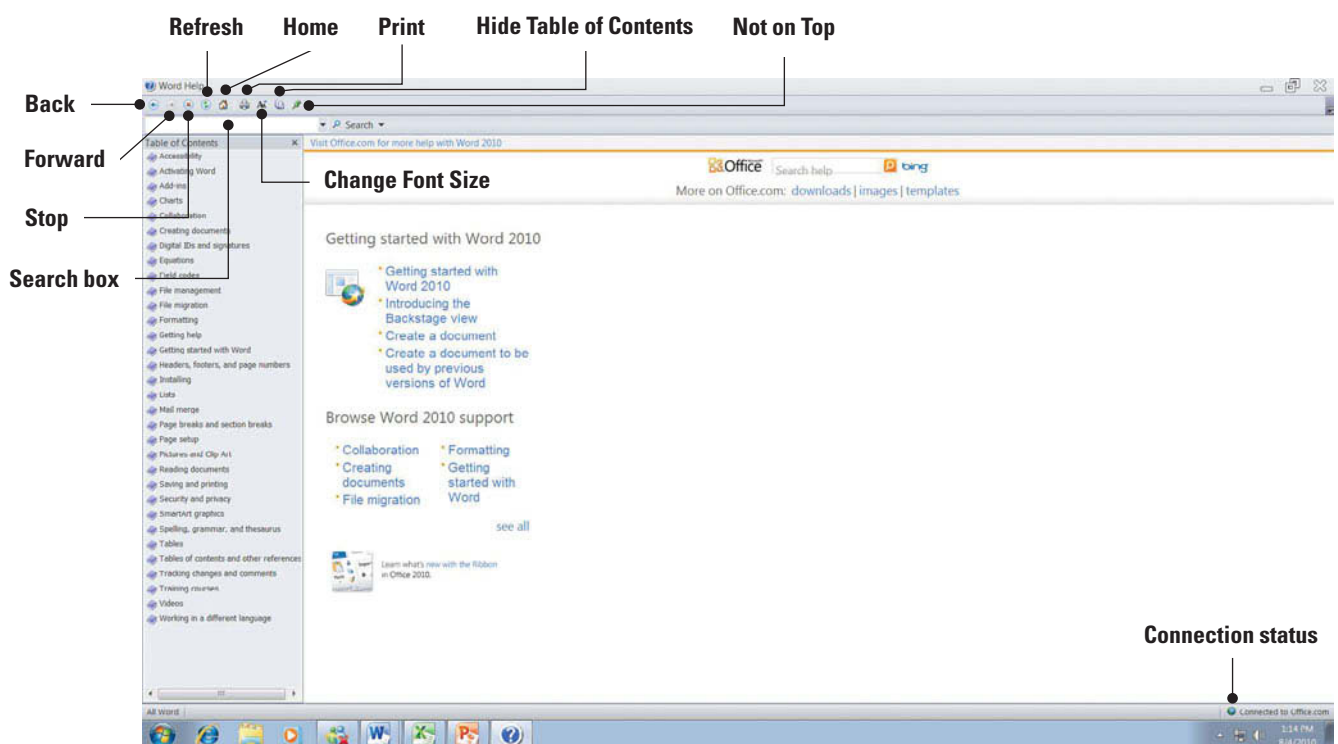 Refresh Home Print Hide Table of Contents Not on Top
Word Help
Back
Search
Table of Contents
Visit Office.com for more help with Word 2010
Forward
Accessibility
Activating Word
Add-ins
Charts
Collaboration
Creating documents
Digital IDs and signatures
Equations
Field codes
File management
File migration
Formatting
Getting help
Getting started with Word
Headers, footers, and page numbers
Installing
Lists
Mail merge
Page breaks and section breaks
Page setup
Pictures and Clip Art
Reading documents
Saving and printing
Security and privacy
SmartArt graphics
Spelling, grammar, and thesaurus
Tables
Tables of contents and other references
Tracking changes and comments
Training courses
Videos
Working in a different language
Stop
Search box
Change Font Size
Office Search help bing
More on Office.com: downloads | images | templates
Getting started with Word 2010
Getting started with
Word 2010
Introducing the
Backstage view
Create a document
Create a document to be
used by previous
versions of Word
Browse Word 2010 support
Collaboration
Creating
documents
File migration
Formatting
Getting
started with
Word
see all
Learn what's new with the Ribbon
in Office 2010.
Connection status
All Word
Connected to Office.com
1:14 PM
8/4/2010